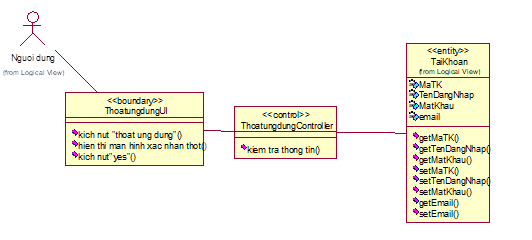 Nguoi dung
(from Logical View)
<<boundary>>
ThoatungdungUI
kich nut "thoat ung dung"()
hien thi man hinh xac nhan thot()
kich nut"yes"()
<<control>>
ThoatungdungController
kiem tra thong tin()
<<entity>>
TaiKhoan
(from Logical View)
MaTK
TenDangNhap
MatKhau
email
getMaTK()
getTenDangNhap()
getMatKhau()
setMaTK()
setTenDangNhap()
setMatKhau()
getEmail()
setEmail()